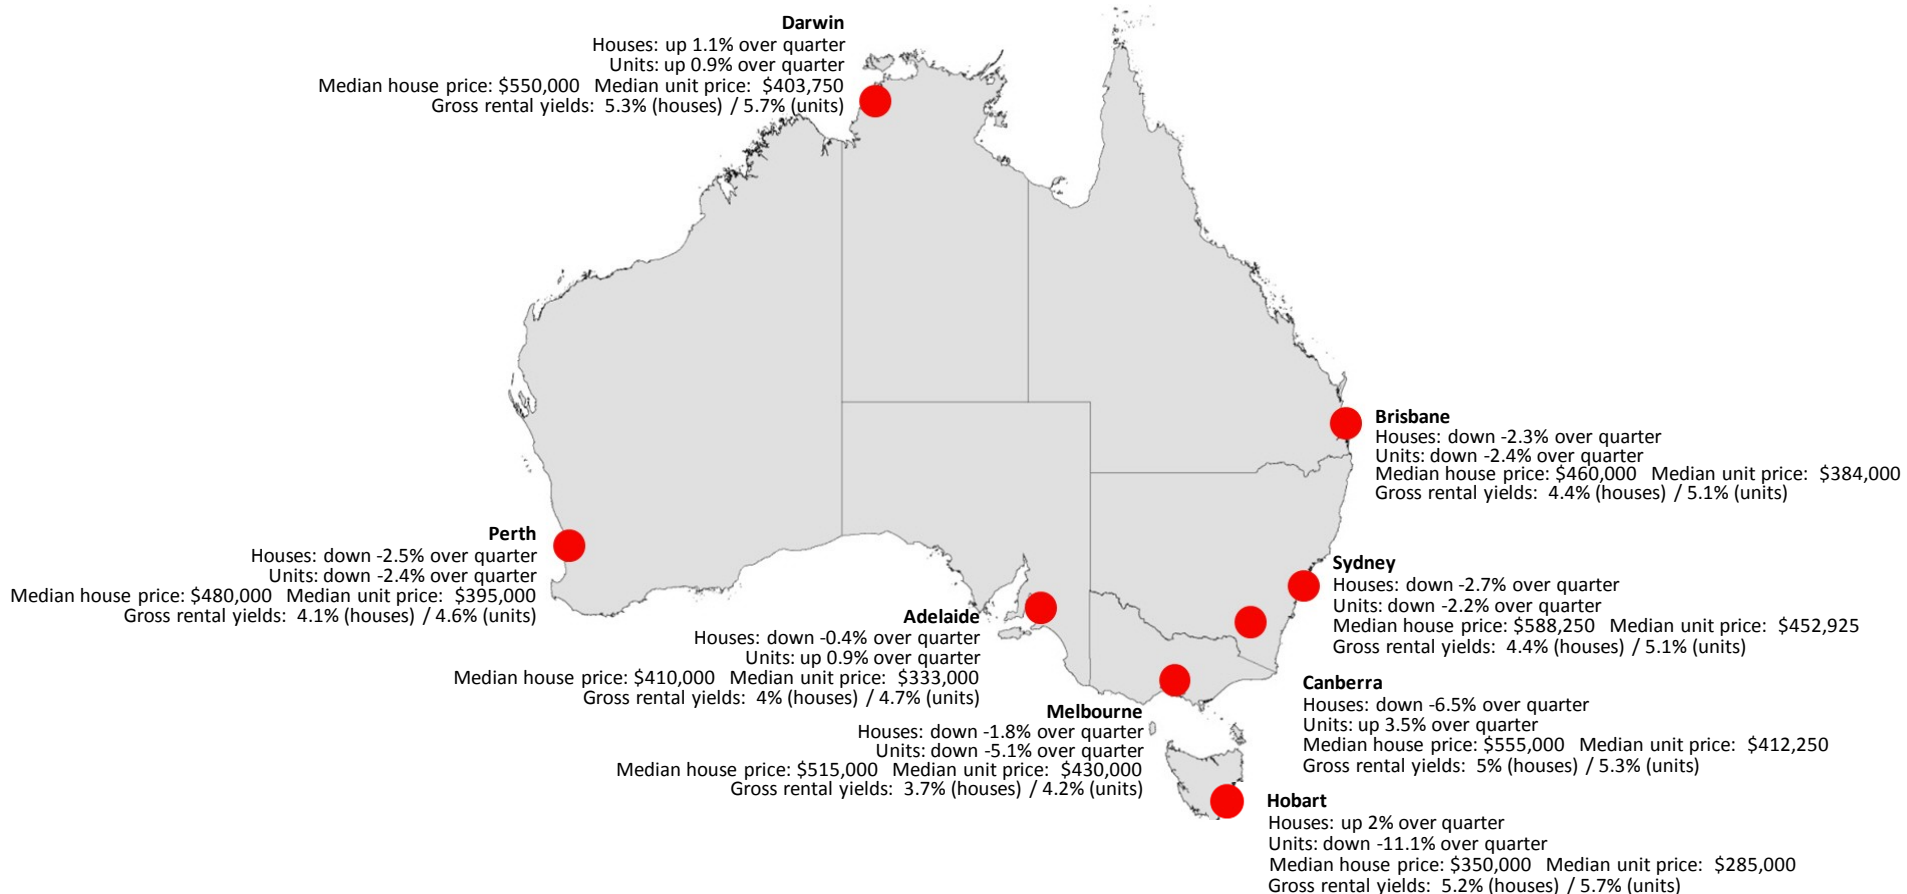 Darwin
Houses: up 1.1% over quarter
Units: up 0.9% over quarter
Median house price: $550,000 Median unit price: $403,750
Gross rental yields: 5.3% (houses) / 5.7% (units)
Brisbane
Houses: down -2.3% over quarter
Units: down -2.4% over quarter
Median house price: $460,000 Median unit price: $384,000
Gross rental yields: 4.4% (houses) / 5.1% (units)
Perth
Houses: down -2.5% over quarter
Units: down -2.4% over quarter
Median house price: $480,000 Median unit price: $395,000
Gross rental yields: 4.1% (houses) / 4.6% (units)
Sydney
Houses: down -2.7% over quarter
Units: down -2.2% over quarter
Median house price: $588,250 Median unit price: $452,925
Gross rental yields: 4.4% (houses) / 5.1% (units)
Adelaide
Houses: down -0.4% over quarter
Units: up 0.9% over quarter
Median house price: $410,000 Median unit price: $333,000
Gross rental yields: 4% (houses) / 4.7% (units)
Canberra
Houses: down -6.5% over quarter
Units: up 3.5% over quarter
Median house price: $555,000 Median unit price: $412,250
Gross rental yields: 5% (houses) / 5.3% (units)
Melbourne
Houses: down -1.8% over quarter
Units: down -5.1% over quarter
Median house price: $515,000 Median unit price: $430,000
Gross rental yields: 3.7% (houses) / 4.2% (units)
Hobart
Houses: up 2% over quarter
Units: down -11.1% over quarter
Median house price: $350,000 Median unit price: $285,000
Gross rental yields: 5.2% (houses) / 5.7% (units)